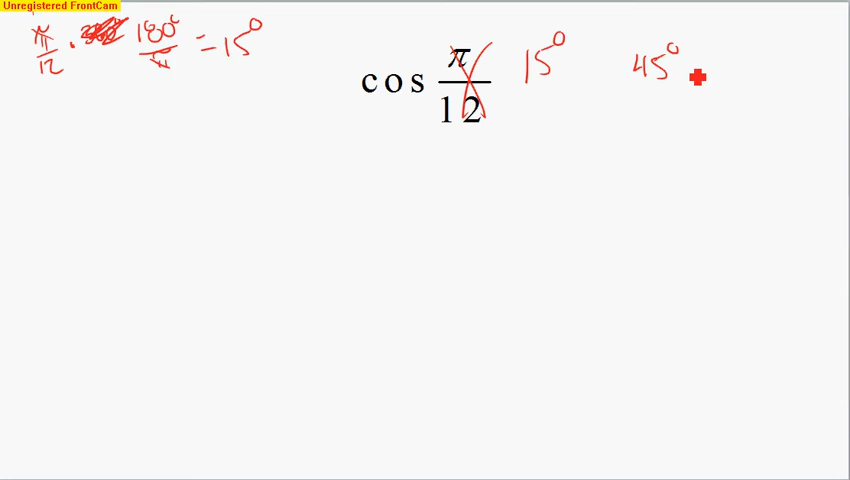 Unregistered FrontCam
π/12 · 180°/π = 15°
cos π/12 15° 45°